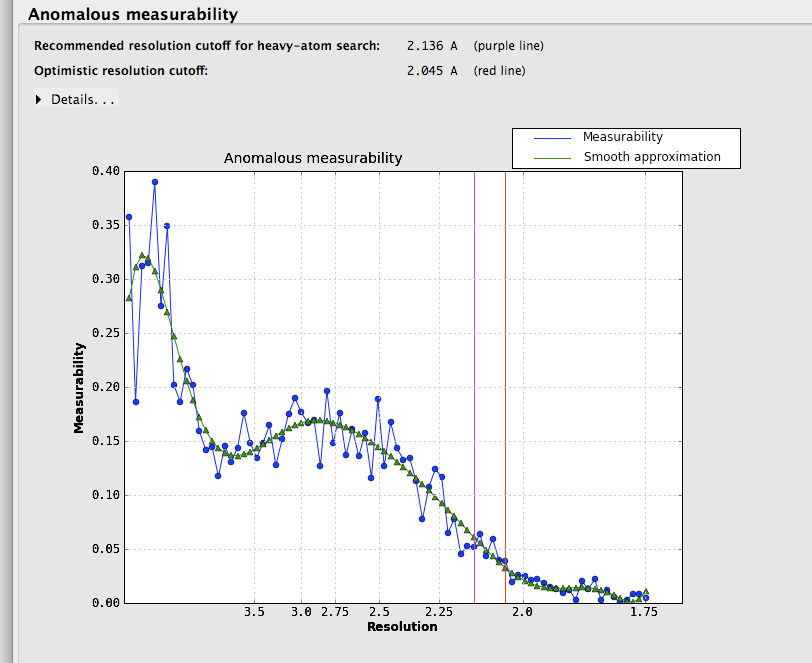 Anomalous measurability
Recommended resolution cutoff for heavy-atom search: 2.136 A (purple line)
Optimistic resolution cutoff: 2.045 A (red line)
Details. . .
Measurability
Smooth approximation
Anomalous measurability
0.40
0.35
0.30
0.25
0.20
0.15
0.10
0.05
0.00
Measurability
3.5 3.0 2.75 2.5 2.25 2.0 1.75
Resolution